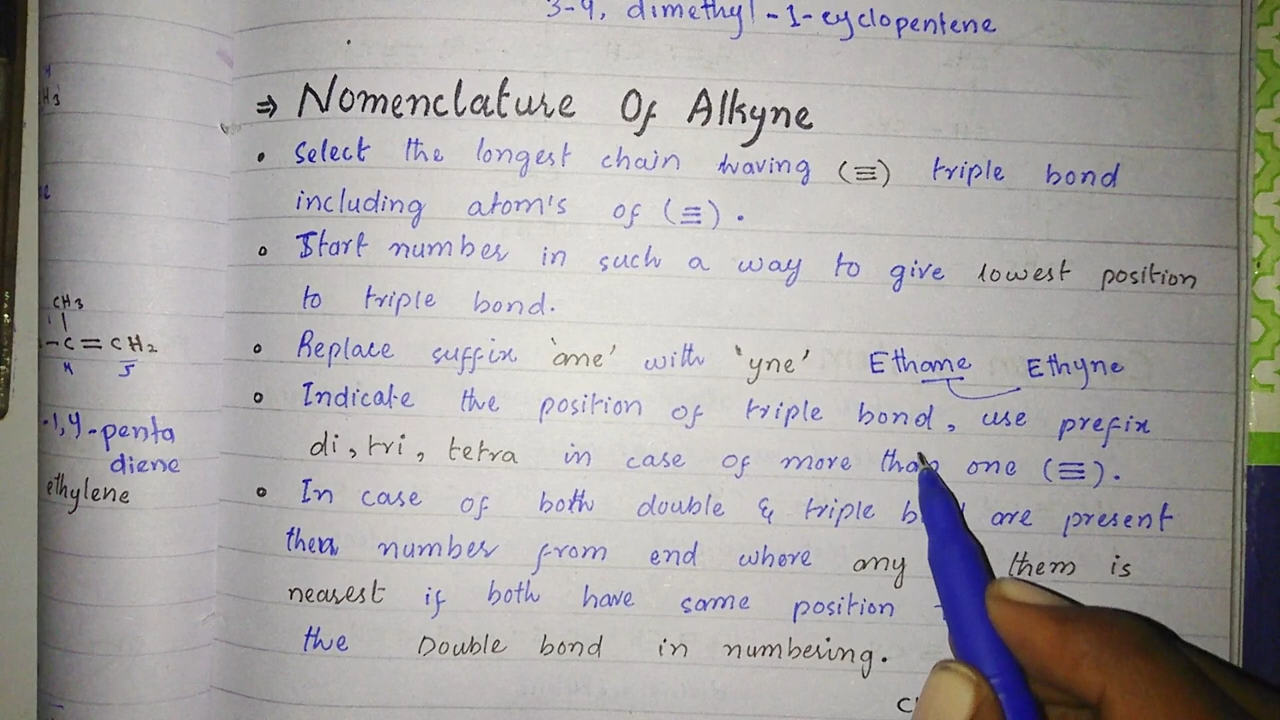 3-4, dimethyl-1-cyclopentene
⇒ Nomenclature Of Alkyne
• Select the longest chain having (≡) triple bond
including atom's of (≡).
• Start number in such a way to give lowest position
to triple bond.
• Replace suffix 'ane' with 'yne' Ethane Ethyne
• Indicate the position of triple bond, use prefix
di, tri, tetra in case of more than one (≡).
• In case of both double & triple are present
then number from end where any them is
nearest if both have same position
the Double bond in numbering.
CH3
-C=CH2
4 5
-1,4-penta
diene
ethylene